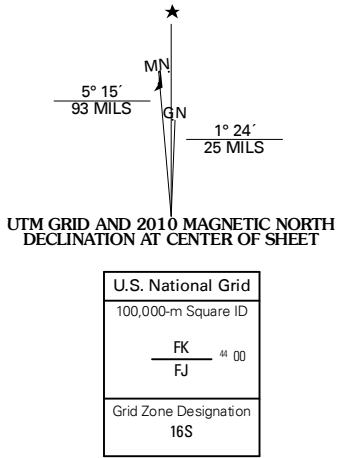 MN
5° 15´
93 MILS
GN
1° 24´
25 MILS
UTM GRID AND 2010 MAGNETIC NORTH
DECLINATION AT CENTER OF SHEET
U.S. National Grid
100,000-m Square ID
FK
44 00
FJ
Grid Zone Designation
16S